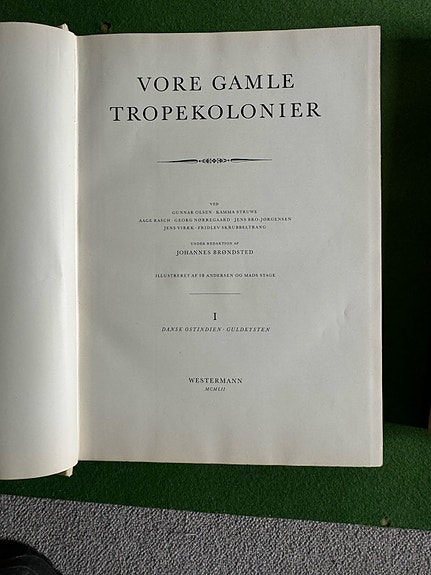 VORE GAMLE
TROPEKOLONIER
VED
GUNNAR OLSEN · KAMMA STRUWE
AAGE RASCH · GEORG NØRREGAARD · JENS BRO-JØRGENSEN
JENS VIBÆK · FRIDLEV SKRUBBELTRANG
UNDER REDAKTION AF
JOHANNES BRØNDSTED
ILLUSTRERET AF IB ANDERSEN OG MAOS STAGE
I
DANSK OSTINDIEN · GULDKYSTEN
WESTERMANN
MCMLII